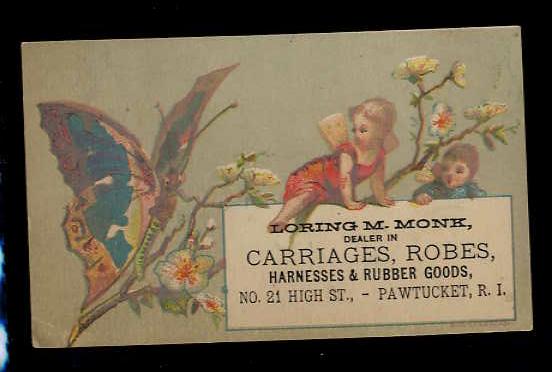 LORING M. MONK,
DEALER IN
CARRIAGES, ROBES,
HARNESSES & RUBBER GOODS,
NO. 21 HIGH ST., - PAWTUCKET, R. I.